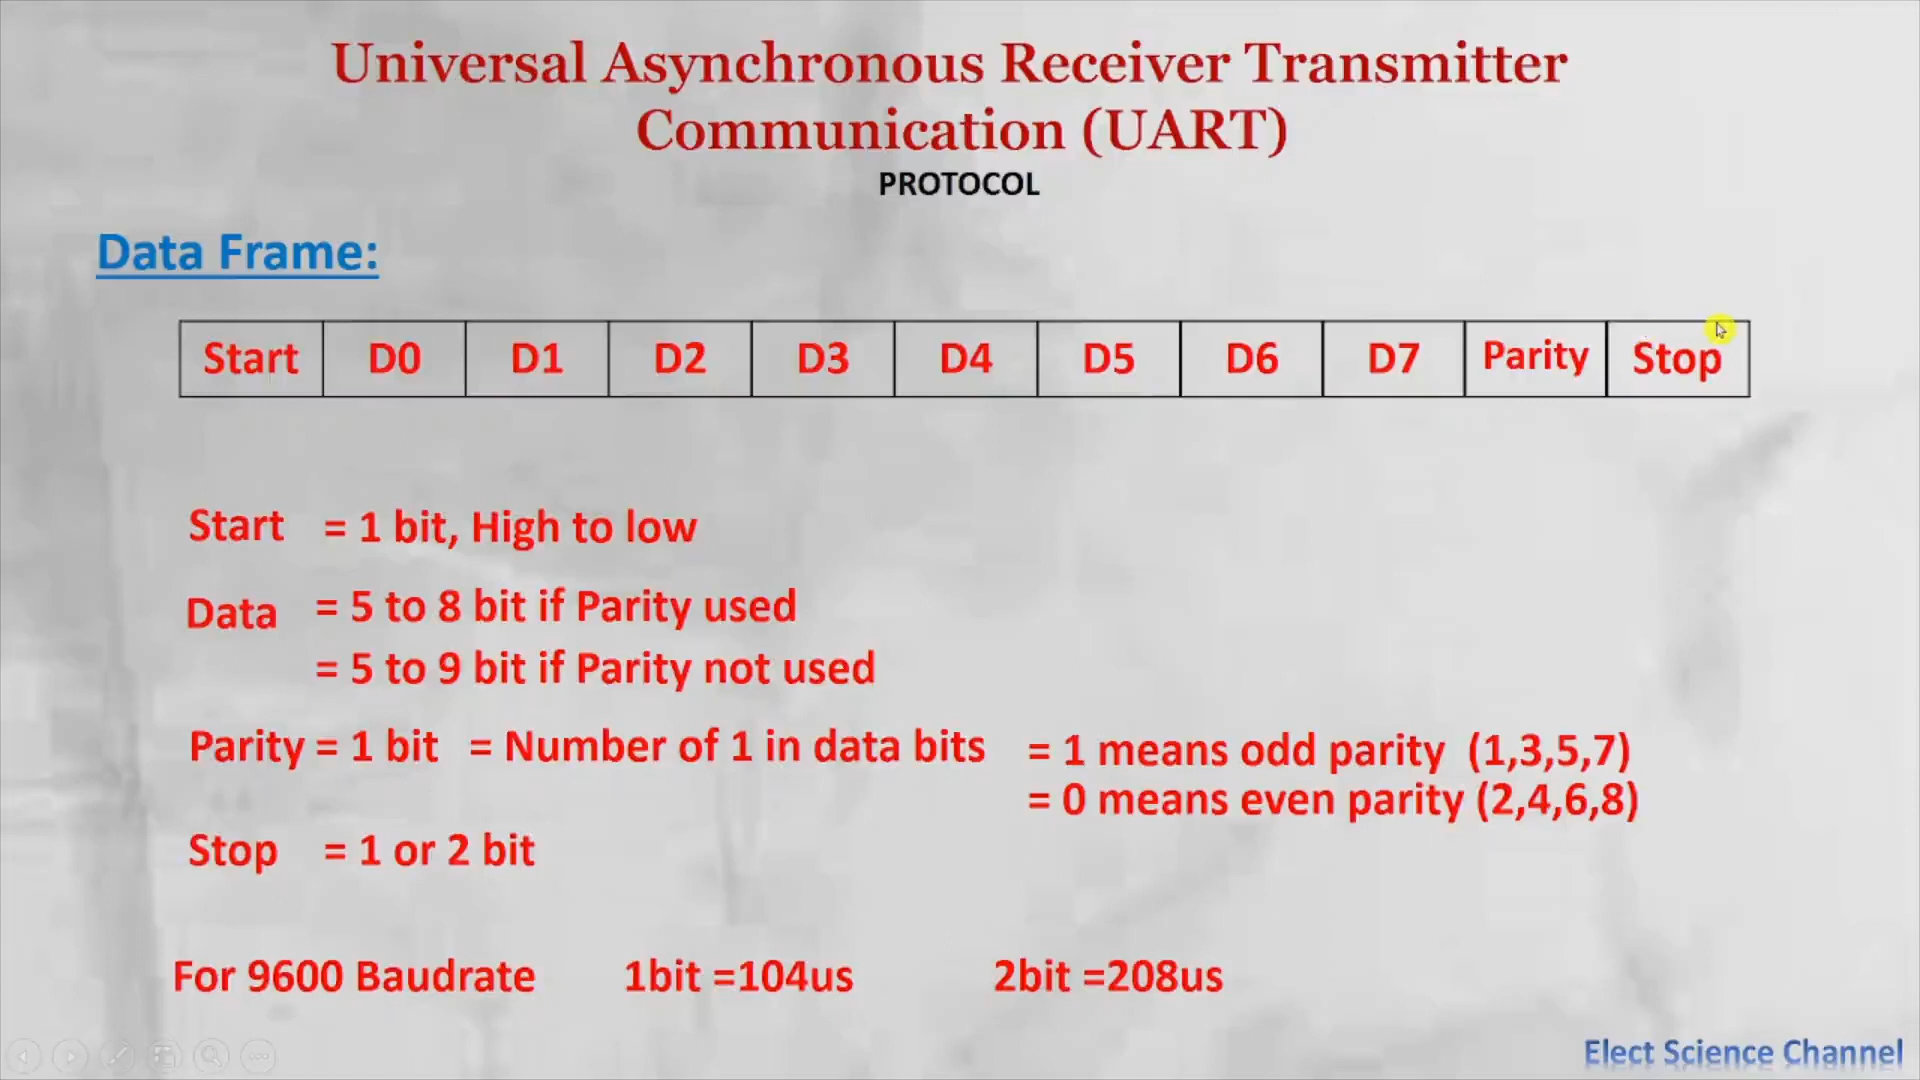 Universal Asynchronous Receiver Transmitter
Communication (UART)
PROTOCOL
Data Frame:
Start D0 D1 D2 D3 D4 D5 D6 D7 Parity Stop
Start = 1 bit, High to low
Data = 5 to 8 bit if Parity used
= 5 to 9 bit if Parity not used
Parity = 1 bit = Number of 1 in data bits = 1 means odd parity (1,3,5,7)
= 0 means even parity (2,4,6,8)
Stop = 1 or 2 bit
For 9600 Baudrate 1bit =104us 2bit =208us
Elect Science Channel